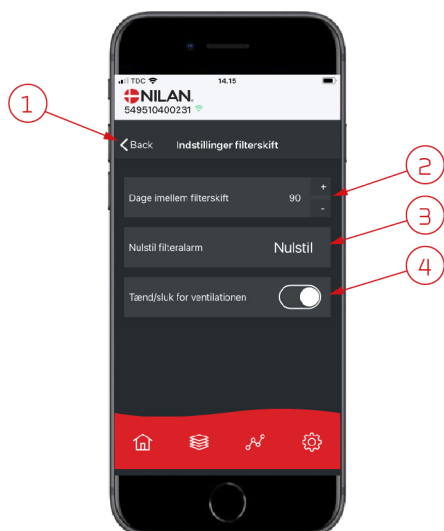 TDC 14.15
NILAN
549510400231
Back Indstillinger filterskift
Dage imellem filterskift 90 + -
Nulstil filteralarm Nulstil
Tænd/sluk for ventilationen
1
2
3
4